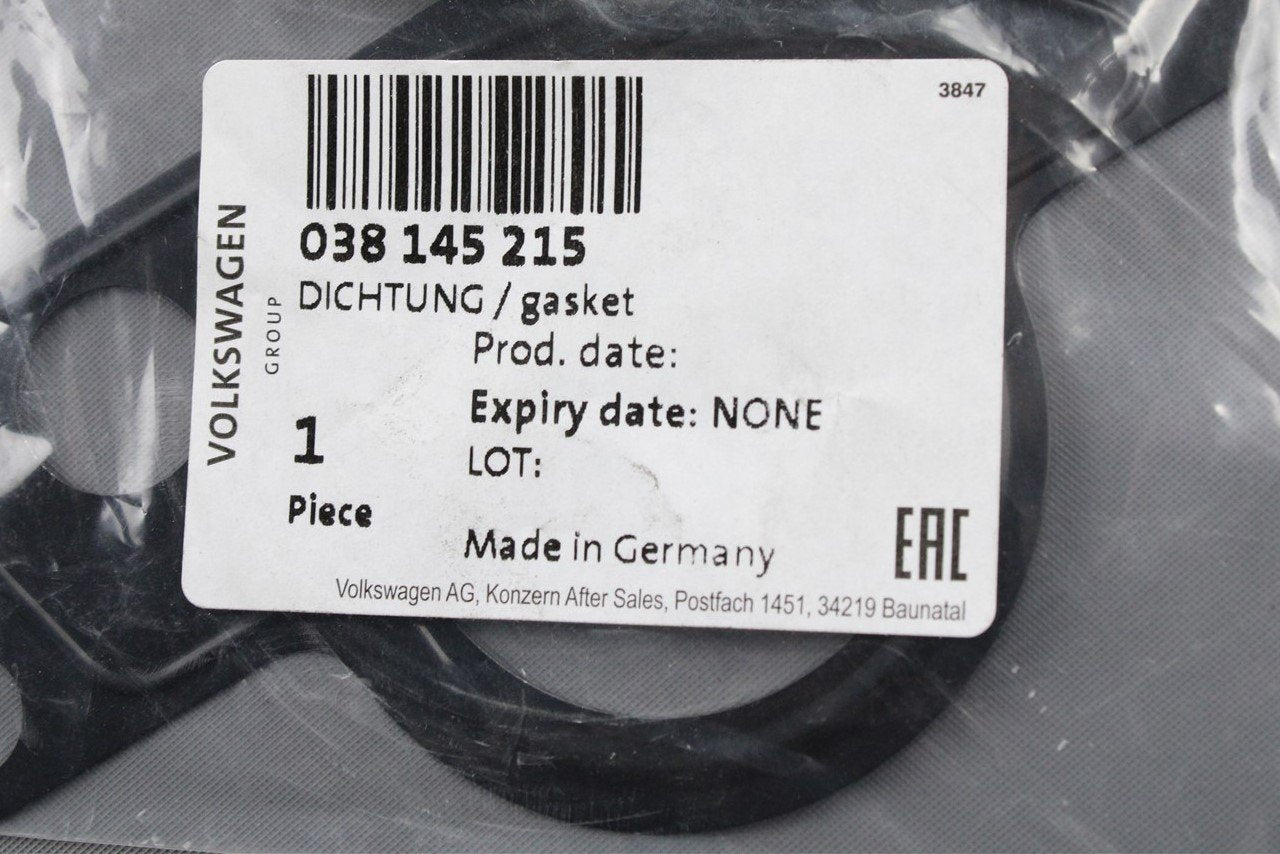 3847
038 145 215
DICHTUNG / gasket
Prod. date:
Expiry date: NONE
LOT:
1
Piece
Made in Germany
EAC
Volkswagen AG, Konzern After Sales, Postfach 1451, 34219 Baunatal
VOLKSWAGEN
GROUP